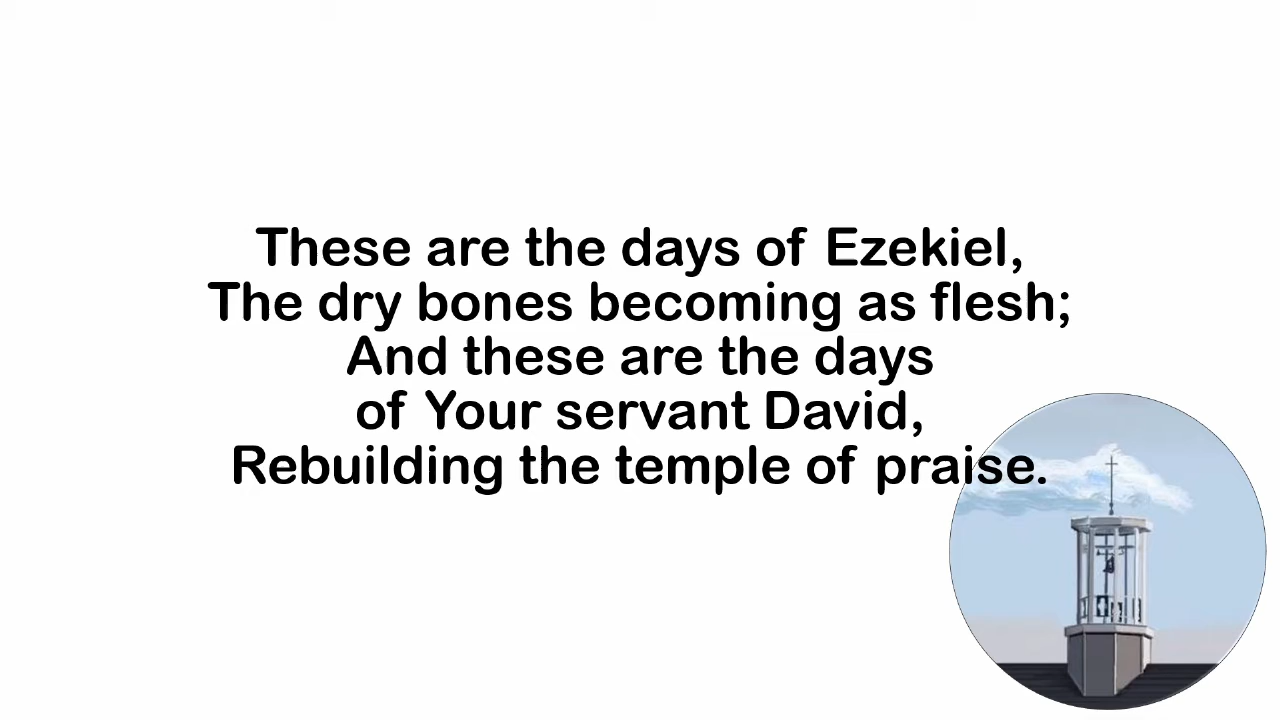 These are the days of Ezekiel,
The dry bones becoming as flesh;
And these are the days
of Your servant David,
Rebuilding the temple of praise.